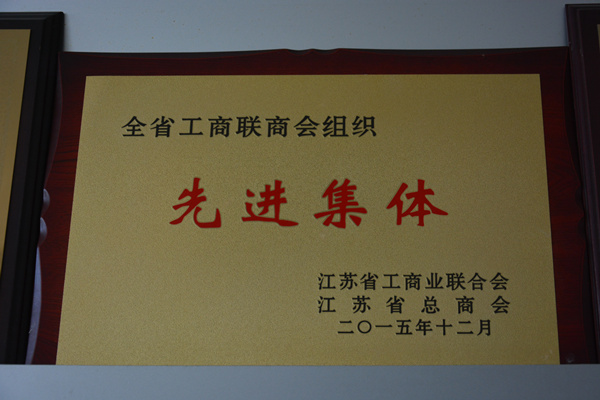 全省工商联商会组织
先进集体
江苏省工商业联合会
江苏省总商会
二〇一五年十二月